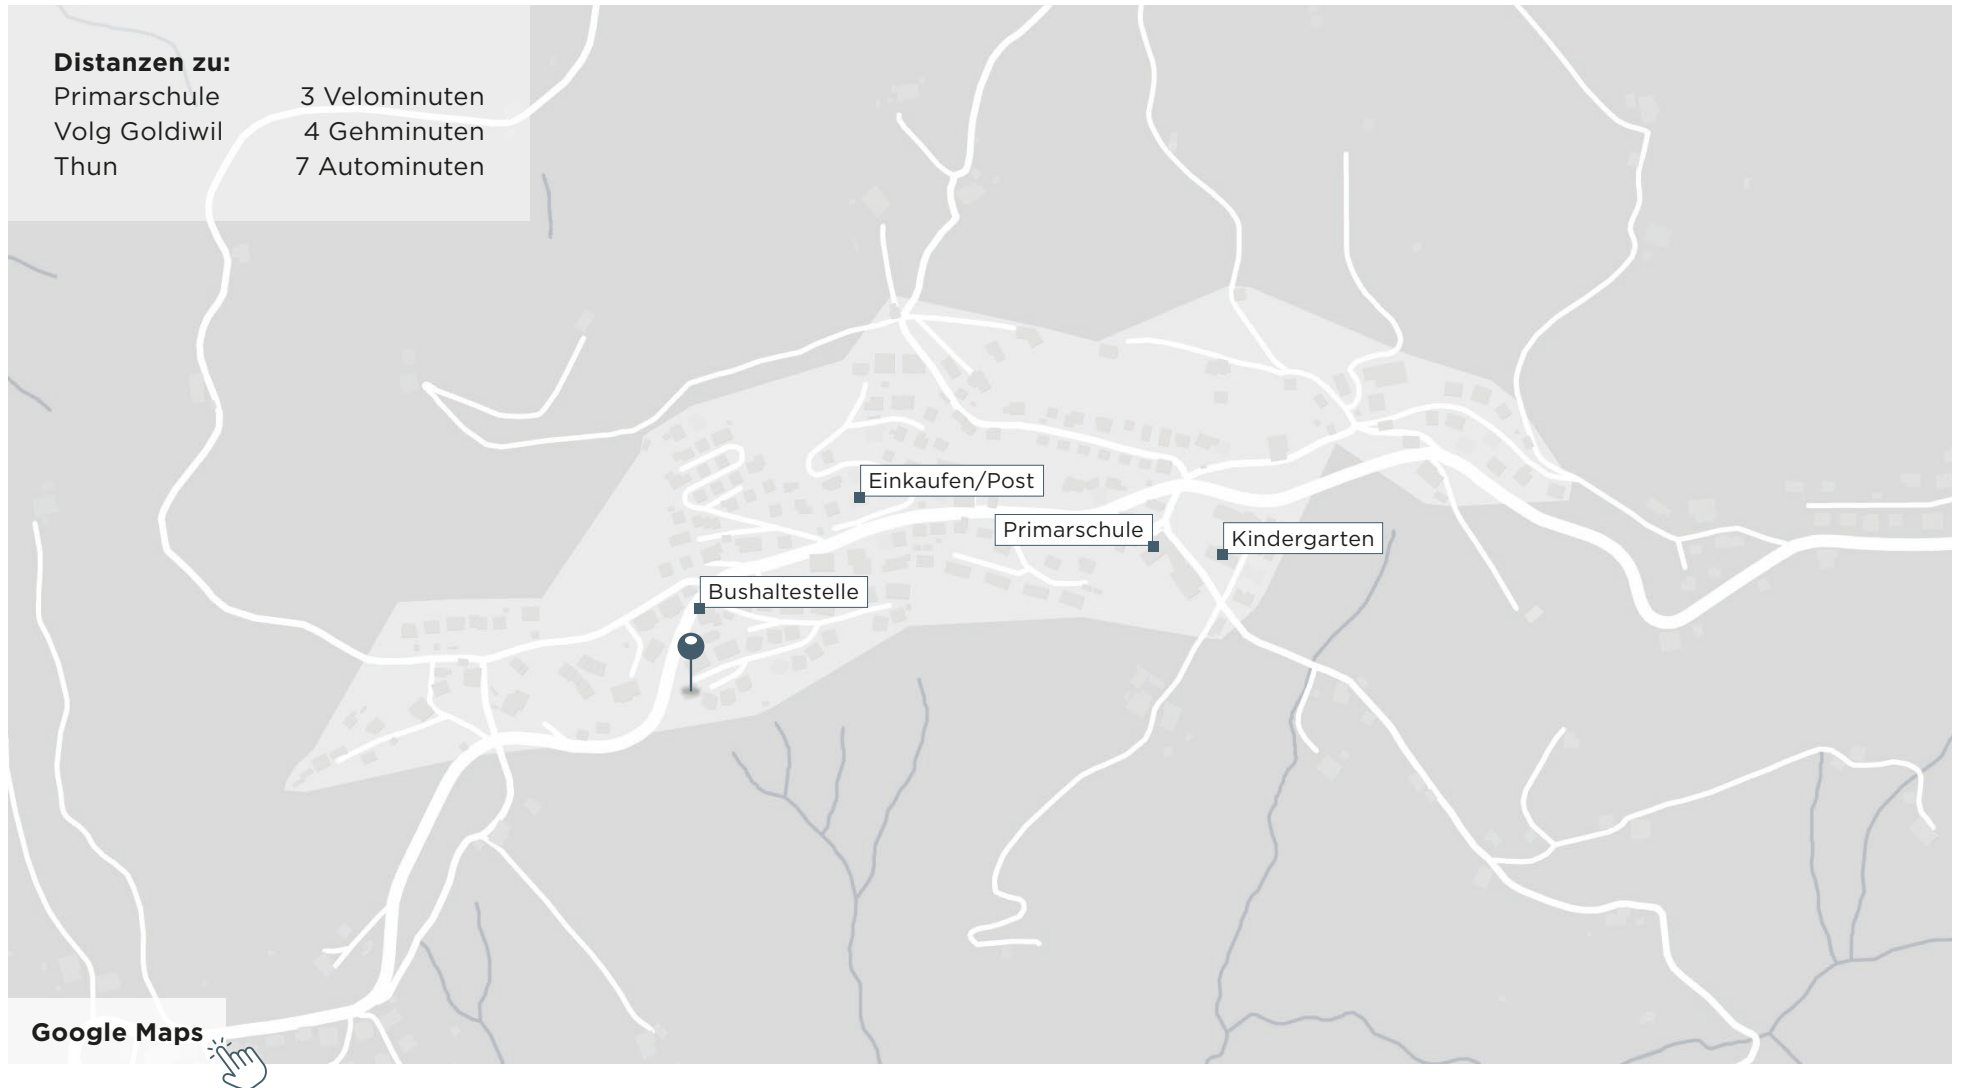 Distanzen zu:
Primarschule 3 Velominuten
Volg Goldiwil 4 Gehminuten
Thun 7 Autominuten
Einkaufen/Post
Primarschule
Kindergarten
Bushaltestelle
Google Maps